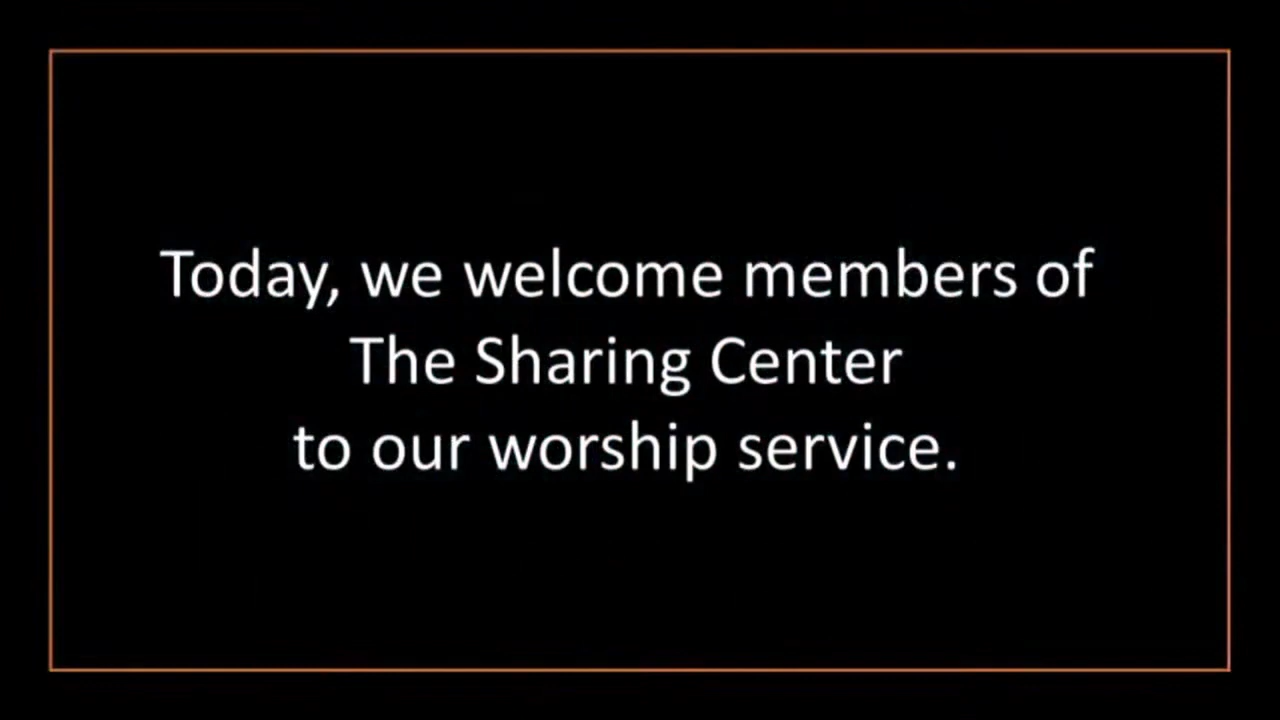 Today, we welcome members of
The Sharing Center
to our worship service.